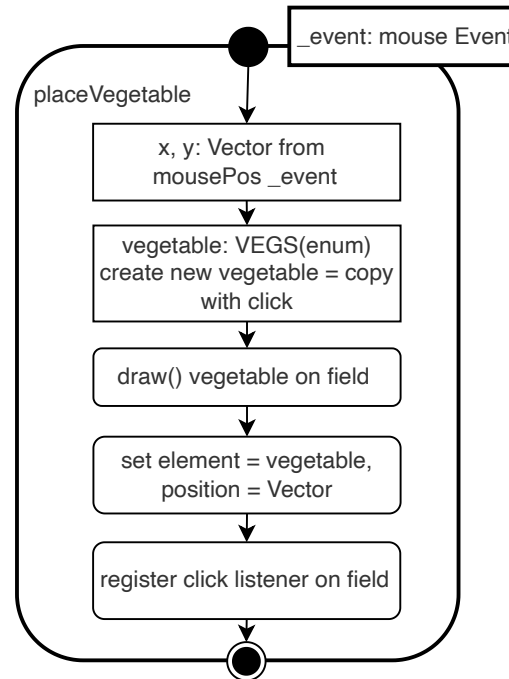 _event: mouse Event
placeVegetable
x, y: Vector from
mousePos _event
vegetable: VEGS(enum)
create new vegetable = copy
with click
draw() vegetable on field
set element = vegetable,
position = Vector
register click listener on field